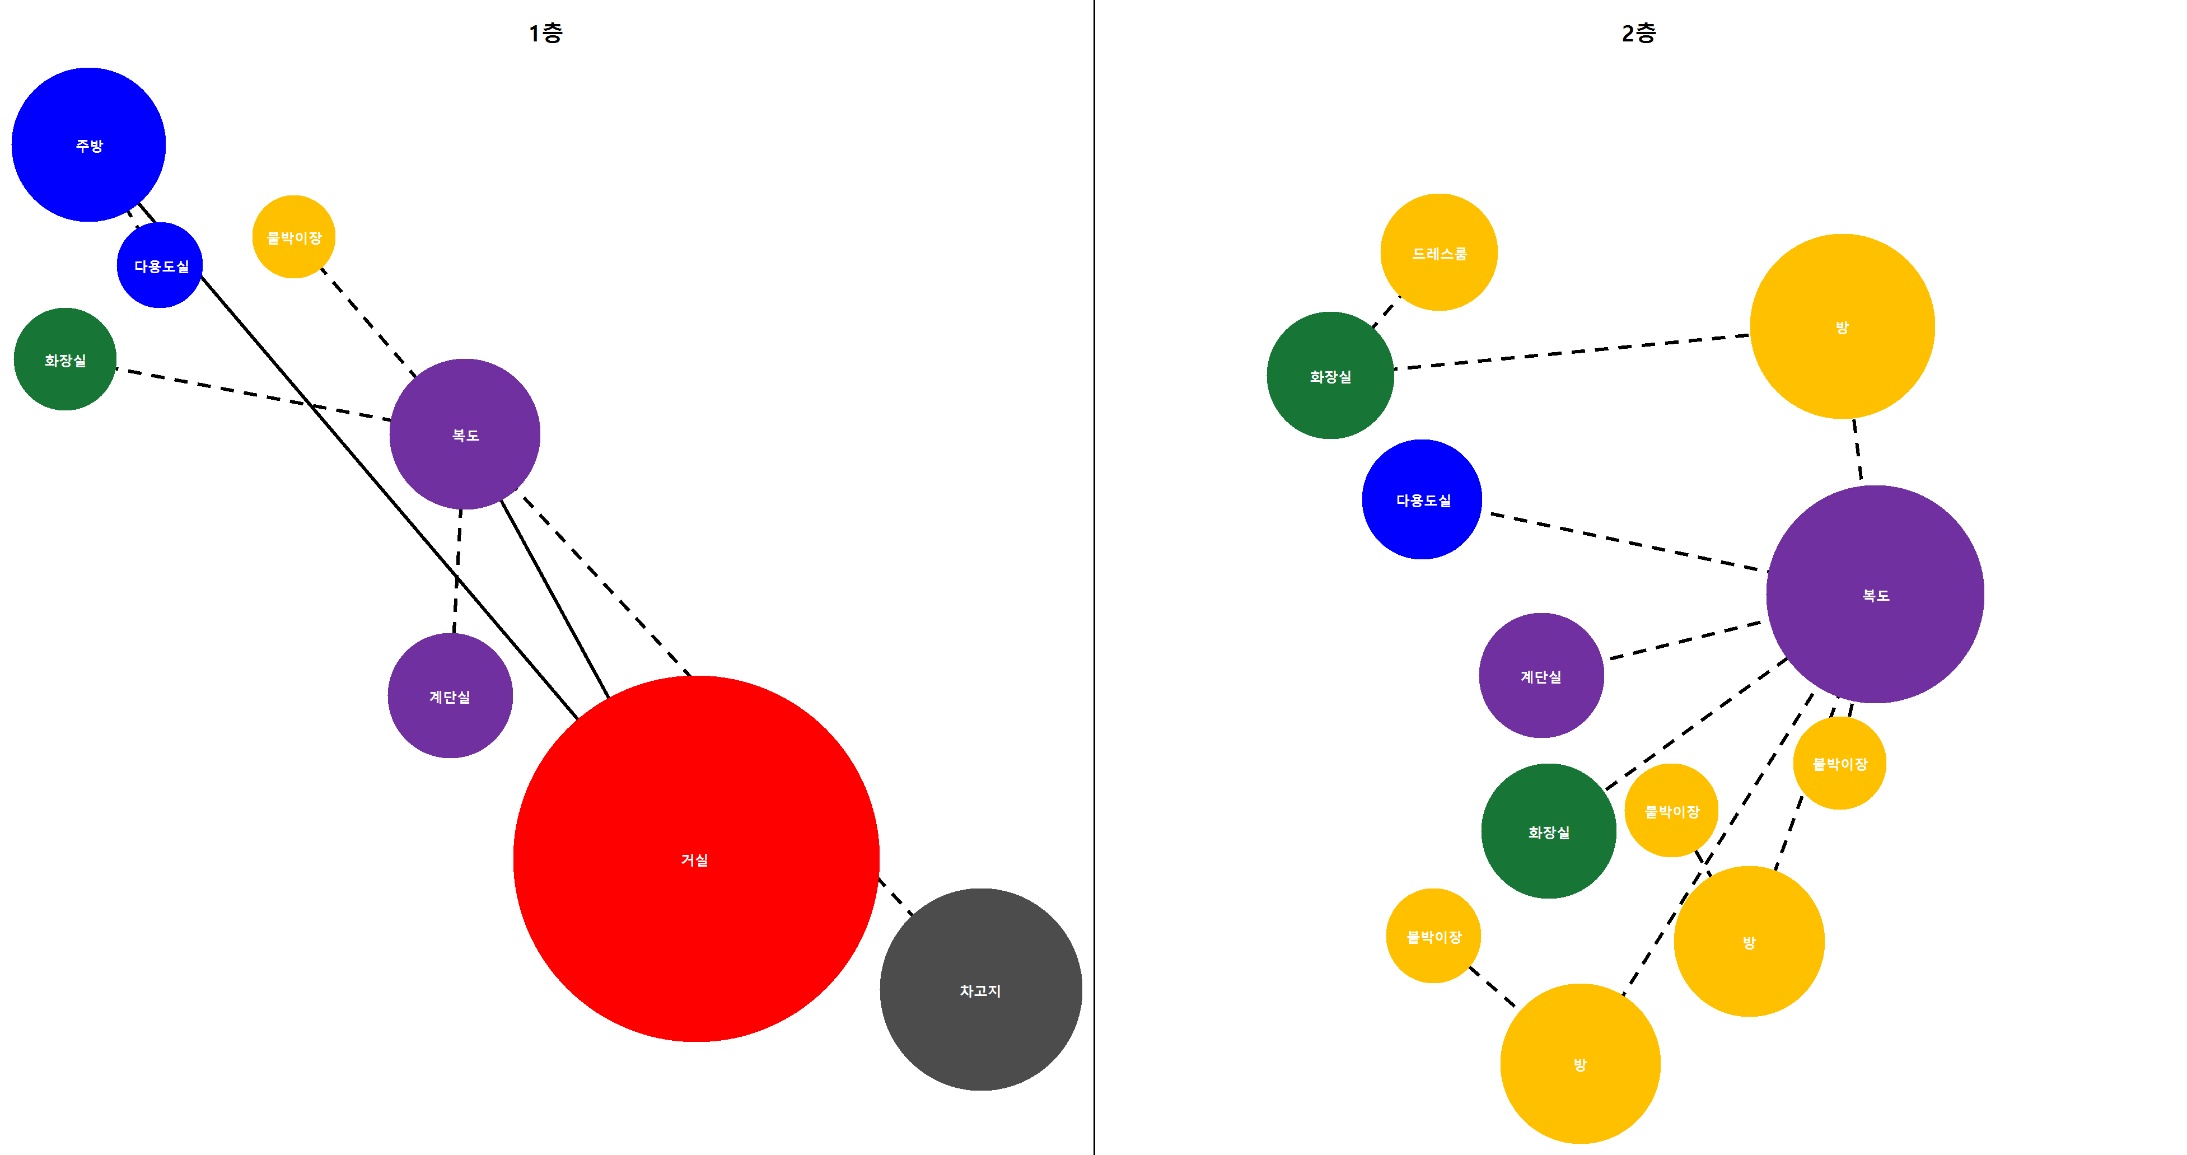 1층
주방
다용도실
붙박이장
화장실
복도
계단실
거실
차고지
2층
드레스룸
방
화장실
다용도실
복도
계단실
붙박이장
붙박이장
화장실
붙박이장
방
방